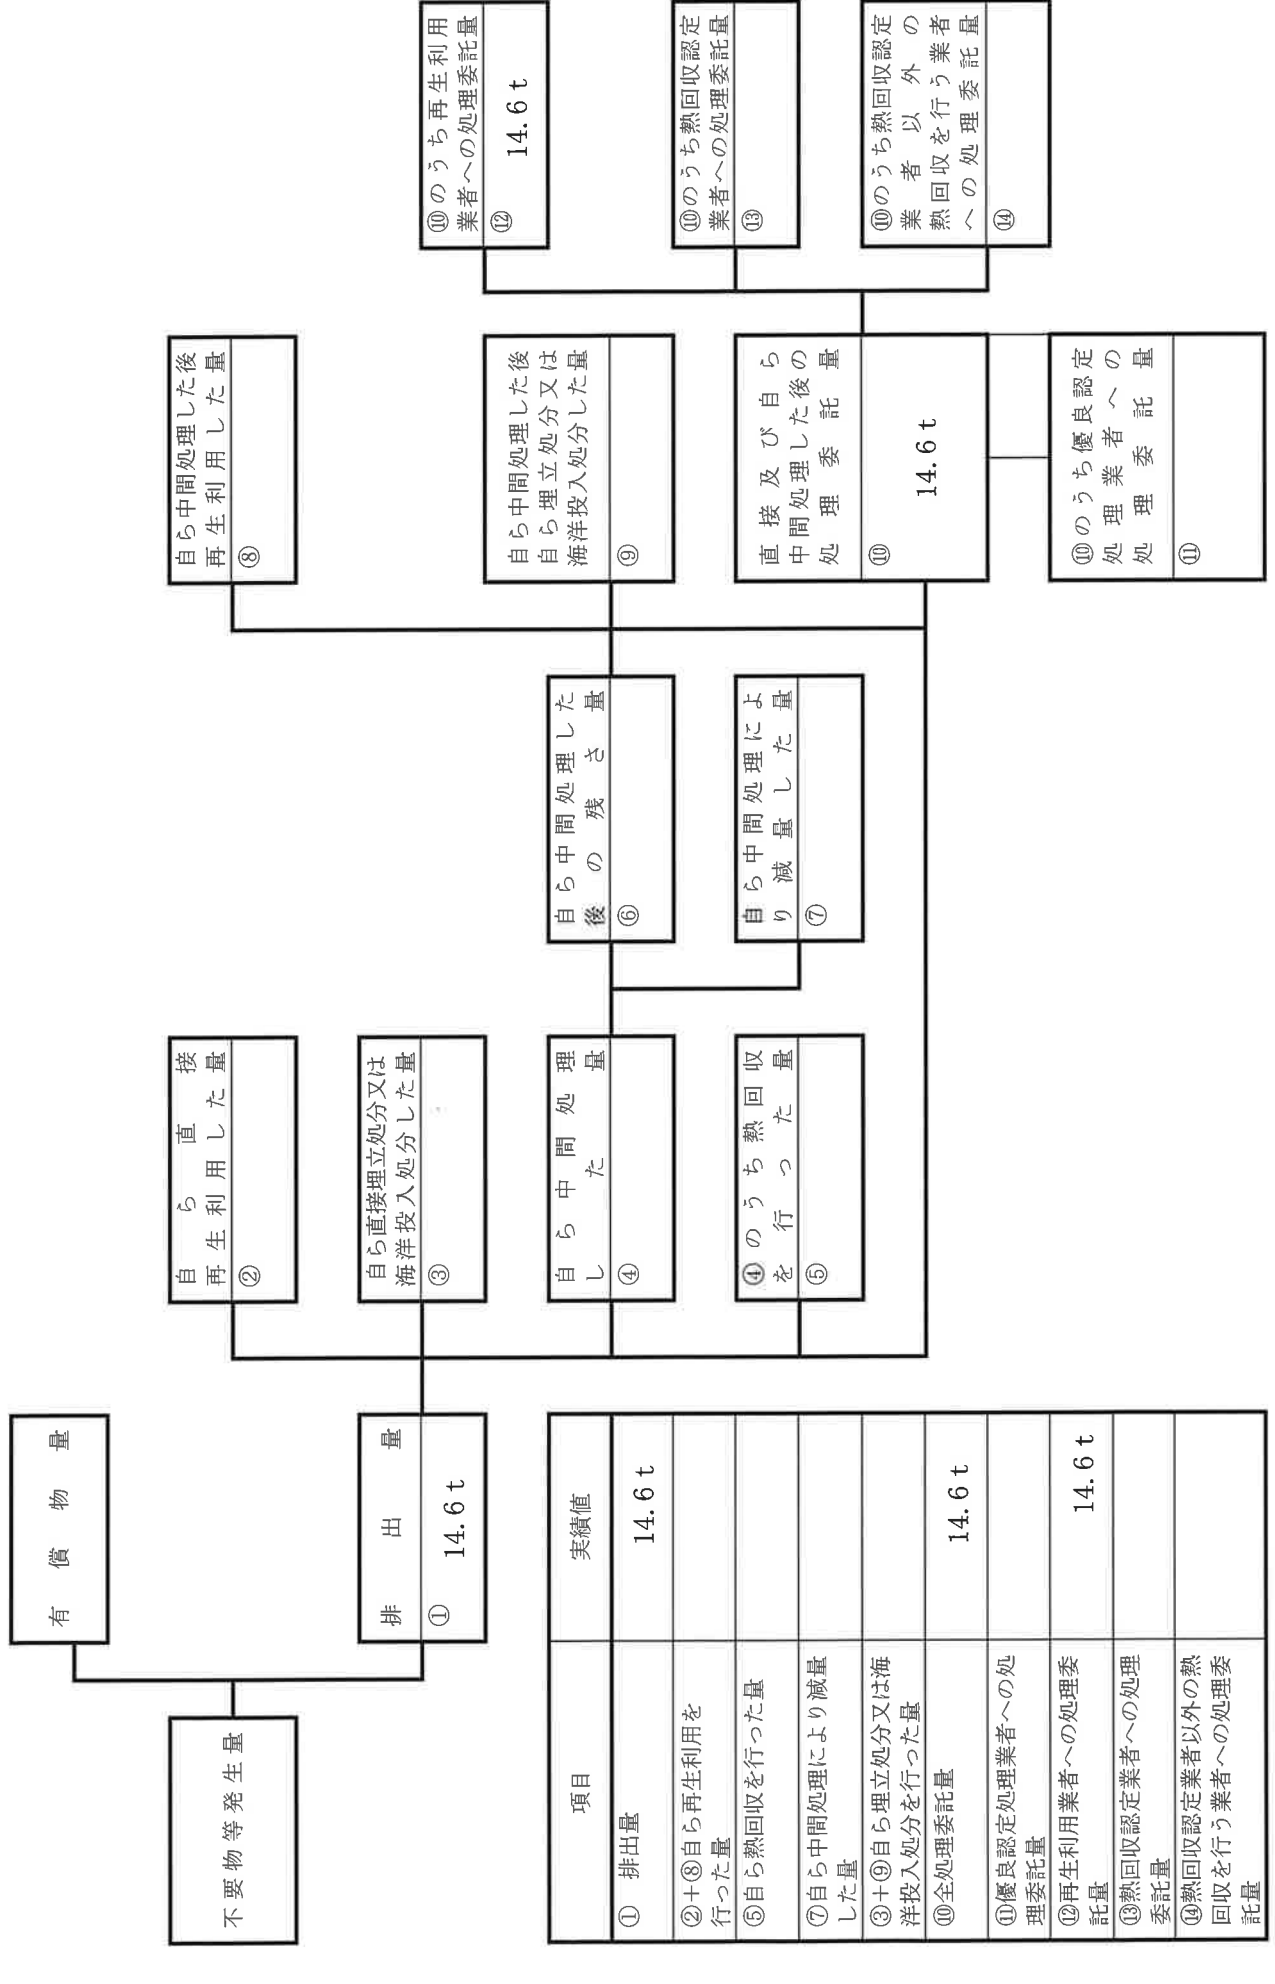 有償物量
不要物等発生量
排出量
①
14.6 t
自ら直接
再生利用した量
②
自ら直接埋立処分又は
海洋投入処分した量
③
自ら中間処理
した量
④
④のうち熱回収
を行った量
⑤
自ら中間処理した
後の残さ量
⑥
自ら中間処理によ
り減量した量
⑦
自ら中間処理した後
再生利用した量
⑧
自ら中間処理した後
自ら埋立処分又は
海洋投入処分した量
⑨
直接及び自ら
中間処理した後の
処理委託量
⑩
14.6 t
⑩のうち優良認定
処理業者への
処理委託量
⑪
⑩のうち再生利用
業者への処理委託量
⑫
14.6 t
⑩のうち熱回収認定
業者への処理委託量
⑬
⑩のうち熱回収認定
業者以外の
熱回収を行う業者
への処理委託量
⑭
項目
実績値
① 排出量
14.6 t
②+⑧自ら再生利用を
行った量
⑤自ら熱回収を行った量
⑦自ら中間処理により減量
した量
③+⑨自ら埋立処分又は海
洋投入処分を行った量
⑩全処理委託量
14.6 t
⑪優良認定処理業者への処
理委託量
⑫再生利用業者への処理委
託量
14.6 t
⑬熱回収認定業者への処理
委託量
⑭熱回収認定業者以外の熱
回収を行う業者への処理委
託量